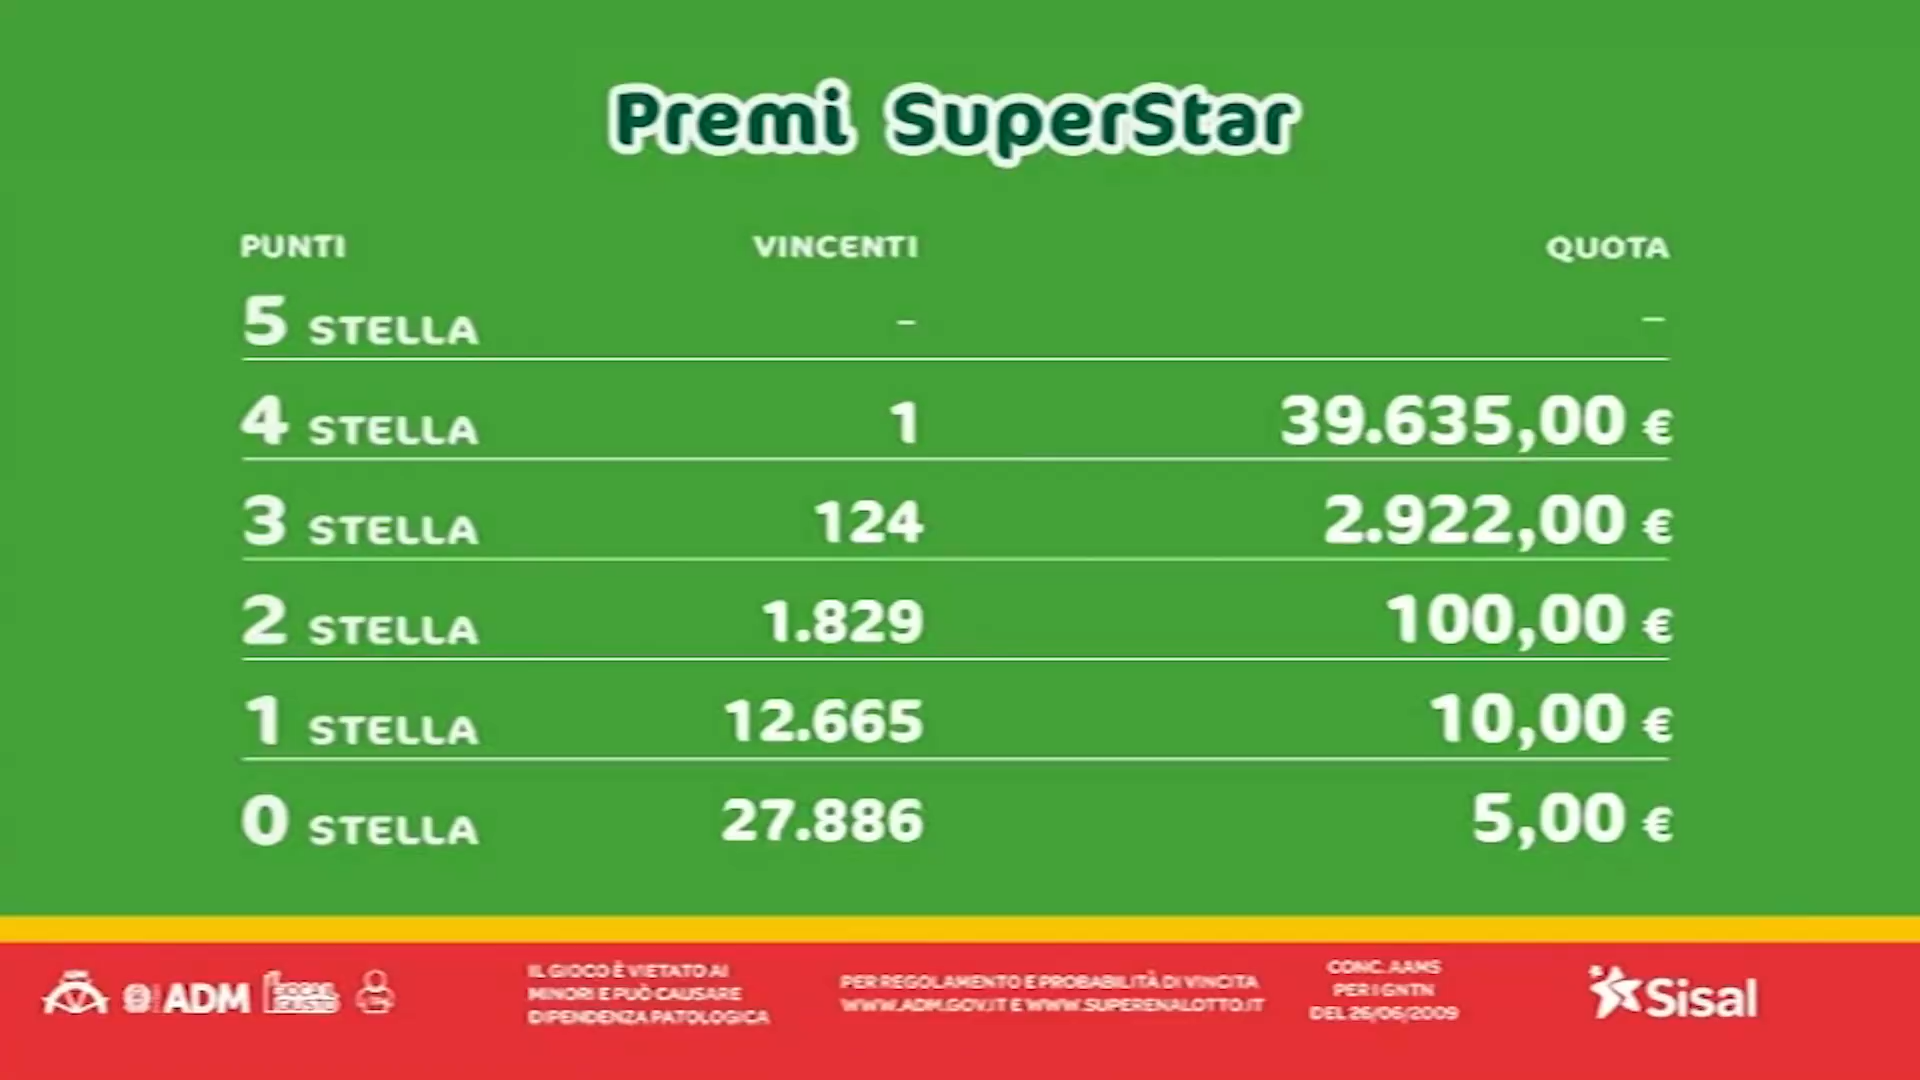 Premi SuperStar
PUNTI VINCENTI QUOTA
5 STELLA - -
4 STELLA 1 39.635,00 €
3 STELLA 124 2.922,00 €
2 STELLA 1.829 100,00 €
1 STELLA 12.665 10,00 €
0 STELLA 27.886 5,00 €
ADM
IL GIOCO È VIETATO AI
MINORI E PUÒ CAUSARE
DIPENDENZA PATOLOGICA
PER REGOLAMENTO E PROBABILITÀ DI VINCITA
WWW.ADM.GOV.IT E WWW.SUPERENALOTTO.IT
CONC. AAMS
PER I GNTN
DEL 26/06/2009
Sisal